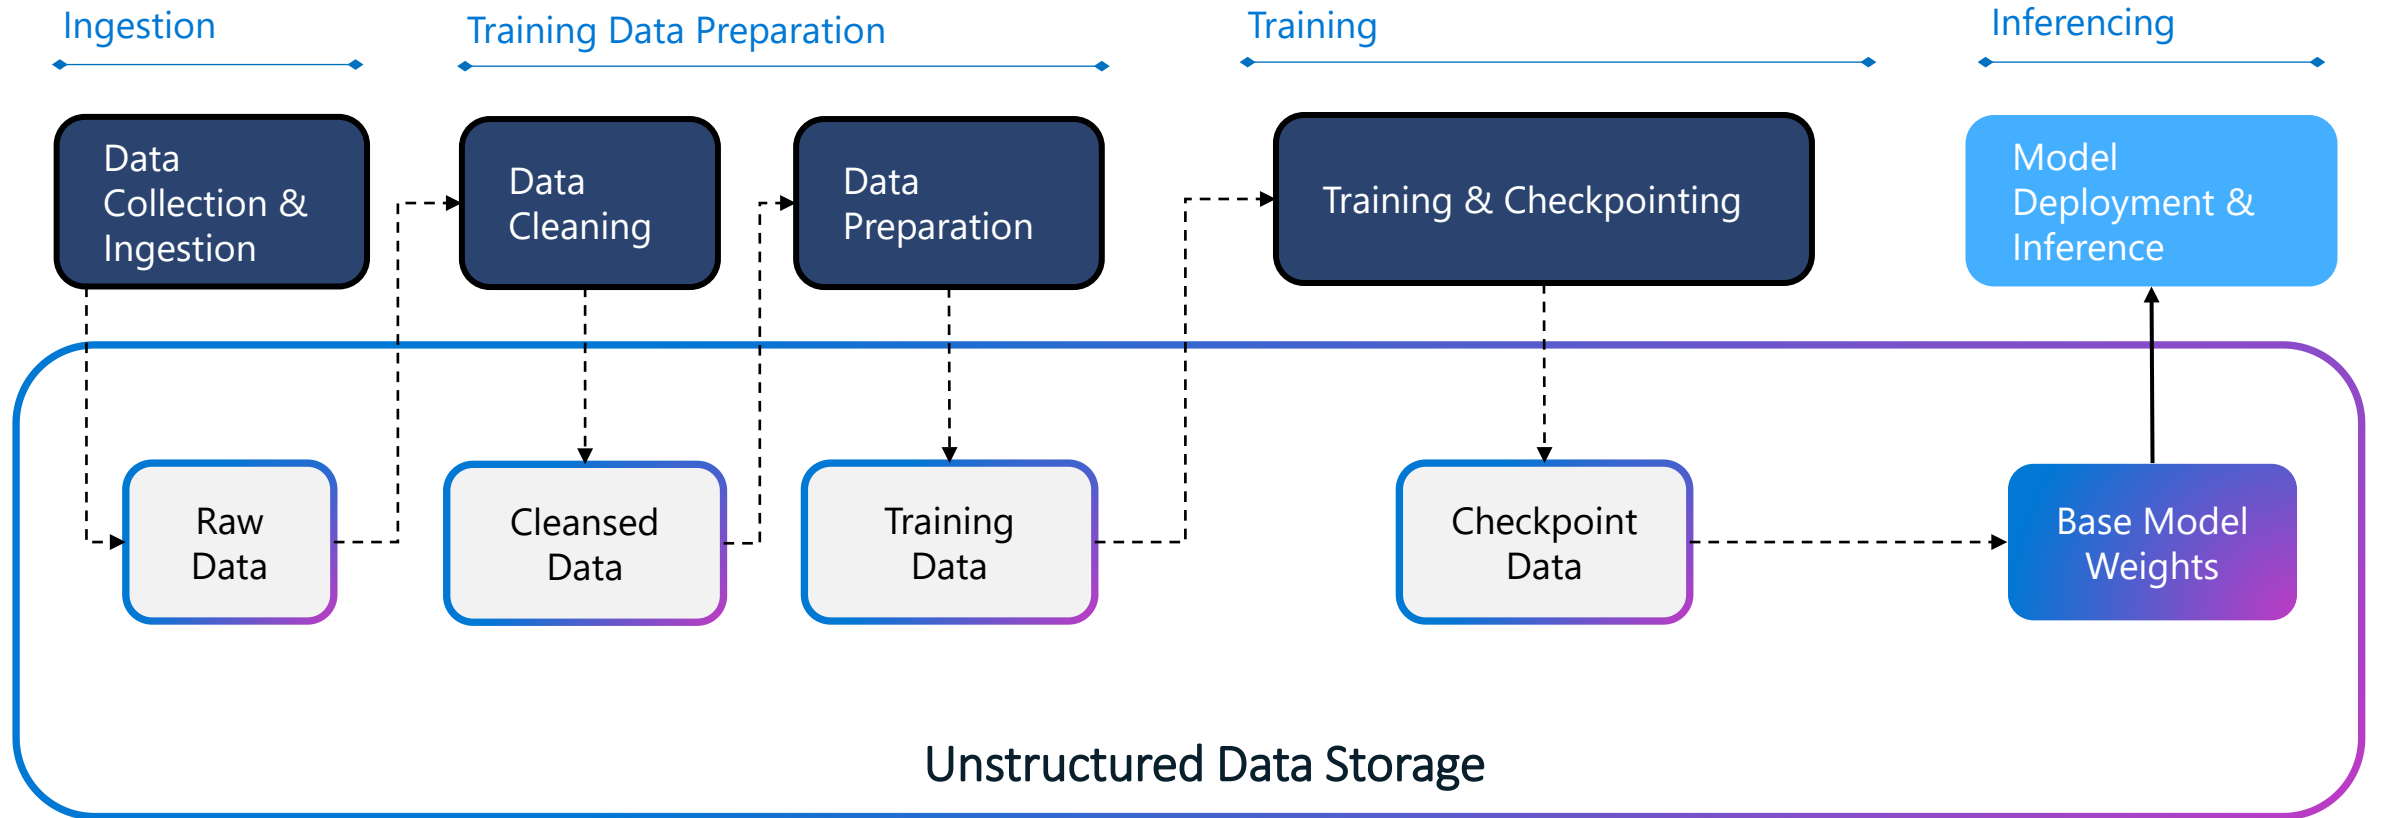 Ingestion
Training Data Preparation
Training
Inferencing
Data
Collection &
Ingestion
Data
Cleaning
Data
Preparation
Training & Checkpointing
Model
Deployment &
Inference
Raw
Data
Cleansed
Data
Training
Data
Checkpoint
Data
Base Model
Weights
Unstructured Data Storage